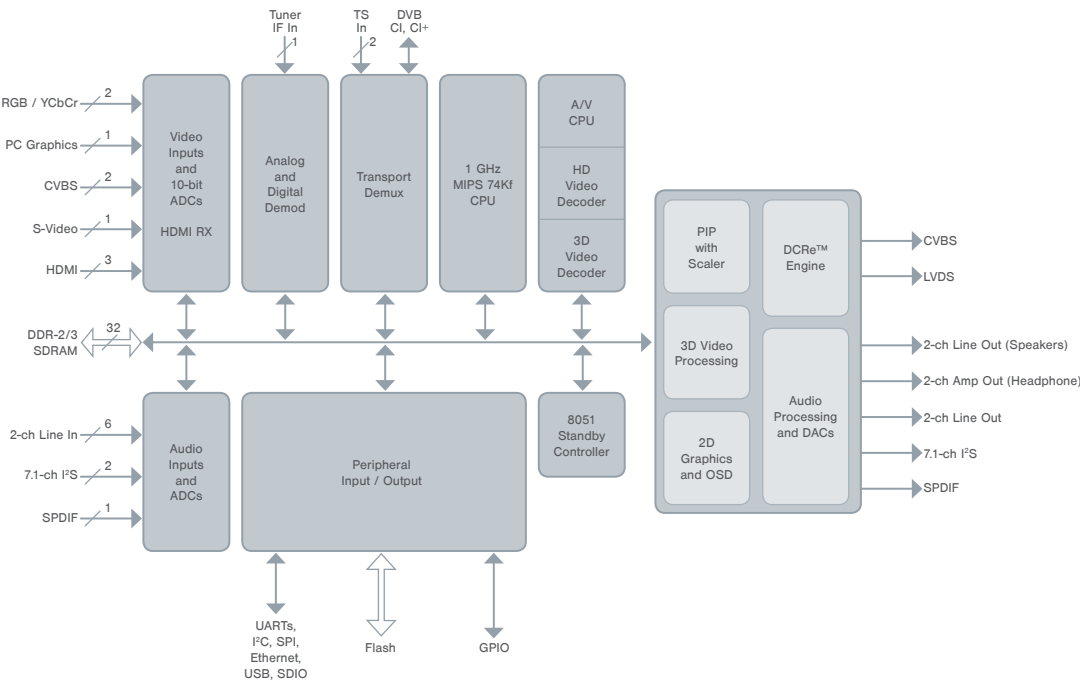 Tuner
IF In
1
TS
In
2
DVB
CI, CI+
RGB / YCbCr
2
PC Graphics
1
CVBS
2
S-Video
1
HDMI
3
Video
Inputs
and
10-bit
ADCs
HDMI RX
Analog
and
Digital
Demod
Transport
Demux
1 GHz
MIPS 74Kf
CPU
A/V
CPU
HD
Video
Decoder
3D
Video
Decoder
DDR-2/3
SDRAM
32
PIP
with
Scaler
DCRe™
Engine
3D Video
Processing
2D
Graphics
and OSD
Audio
Processing
and DACs
CVBS
LVDS
2-ch Line Out (Speakers)
2-ch Amp Out (Headphone)
2-ch Line Out
7.1-ch I²S
SPDIF
2-ch Line In
6
7.1-ch I²S
2
SPDIF
1
Audio
Inputs
and
ADCs
Peripheral
Input / Output
8051
Standby
Controller
UARTs,
I²C, SPI,
Ethernet,
USB, SDIO
Flash
GPIO